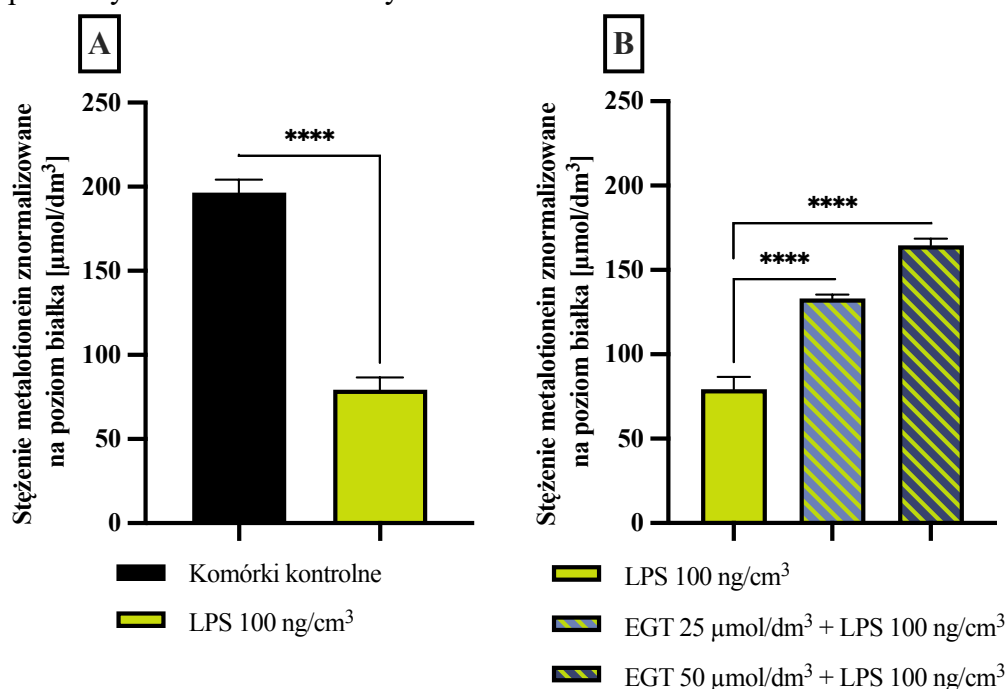 A
Stężenie metalotionein znormalizowane
na poziom białka [µmol/dm³]
250
200
150
100
50
0
****
Komórki kontrolne
LPS 100 ng/cm³
B
Stężenie metalotionein znormalizowane
na poziom białka [µmol/dm³]
250
200
150
100
50
0
****
****
LPS 100 ng/cm³
EGT 25 µmol/dm³ + LPS 100 ng/cm³
EGT 50 µmol/dm³ + LPS 100 ng/cm³